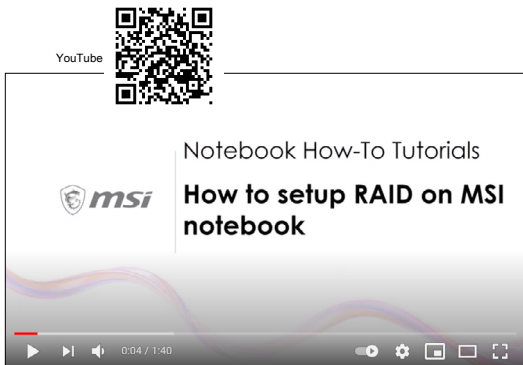 YouTube
Notebook How-To Tutorials
msi
How to setup RAID on MSI
notebook
0:04 / 1:40